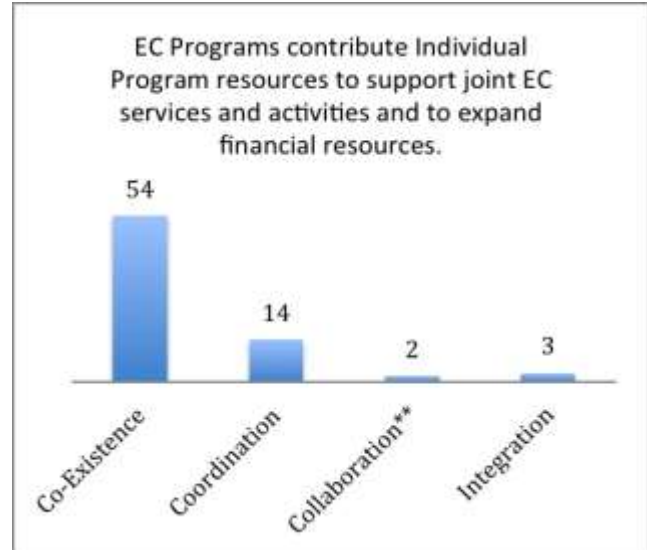 EC Programs contribute Individual
Program resources to support joint EC
services and activities and to expand
financial resources.
54
14
2
3
Co-Existence
Coordination
Collaboration**
Integration